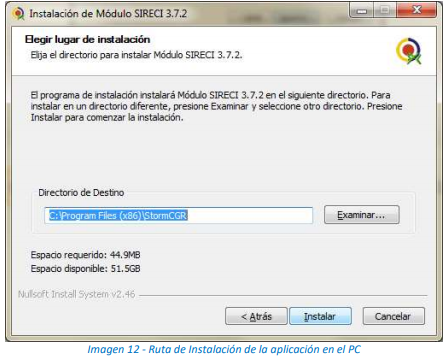 Instalación de Módulo SIRECI 3.7.2
Elegir lugar de instalación
Elija el directorio para instalar Módulo SIRECI 3.7.2.
El programa de instalación instalará Módulo SIRECI 3.7.2 en el siguiente directorio. Para
instalar en un directorio diferente, presione Examinar y seleccione otro directorio. Presione
Instalar para comenzar la instalación.
Directorio de Destino
C:\Program Files (x86)\StormCGR
Examinar...
Espacio requerido: 44.9MB
Espacio disponible: 51.5GB
Nullsoft Install System v2.46
< Atrás
Instalar
Cancelar
Imagen 12 - Ruta de Instalación de la aplicación en el PC